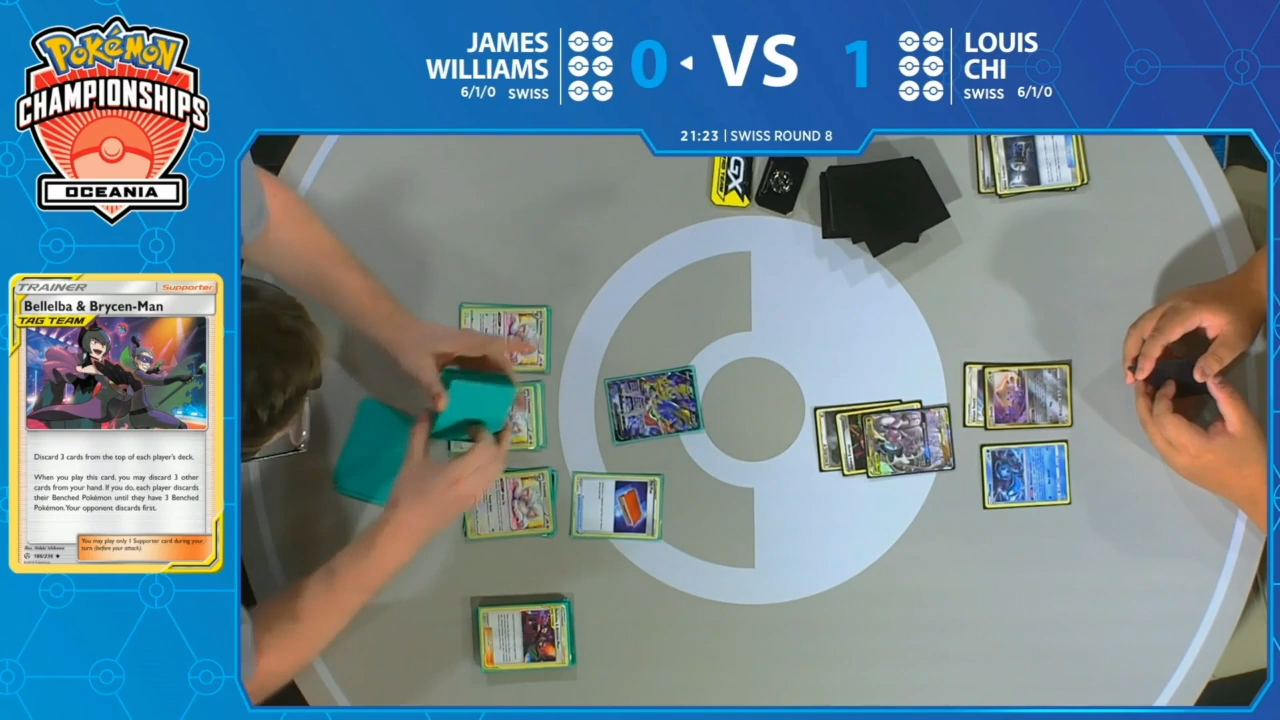 Pokémon
CHAMPIONSHIPS
OCEANIA
JAMES
WILLIAMS
6/1/0 SWISS
0
VS
1
LOUIS
CHI
SWISS 6/1/0
21:23 | SWISS ROUND 8
GX
TRAINER
Supporter
Bellelba & Brycen-Man
TAG TEAM
Discard 3 cards from the top of each player's deck.
When you play this card, you may discard 3 other
cards from your hand. If you do, each player discards
their Benched Pokémon until they have 3 Benched
Pokémon. Your opponent discards first.
You may play only 1 Supporter card during your
turn (before your attack).
186/236